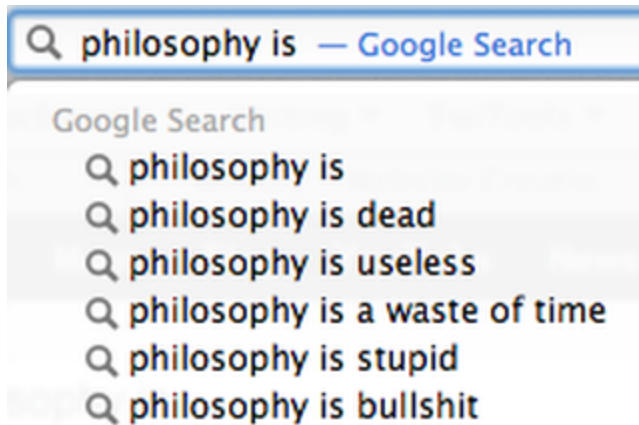 philosophy is — Google Search
Google Search
philosophy is
philosophy is dead
philosophy is useless
philosophy is a waste of time
philosophy is stupid
philosophy is bullshit